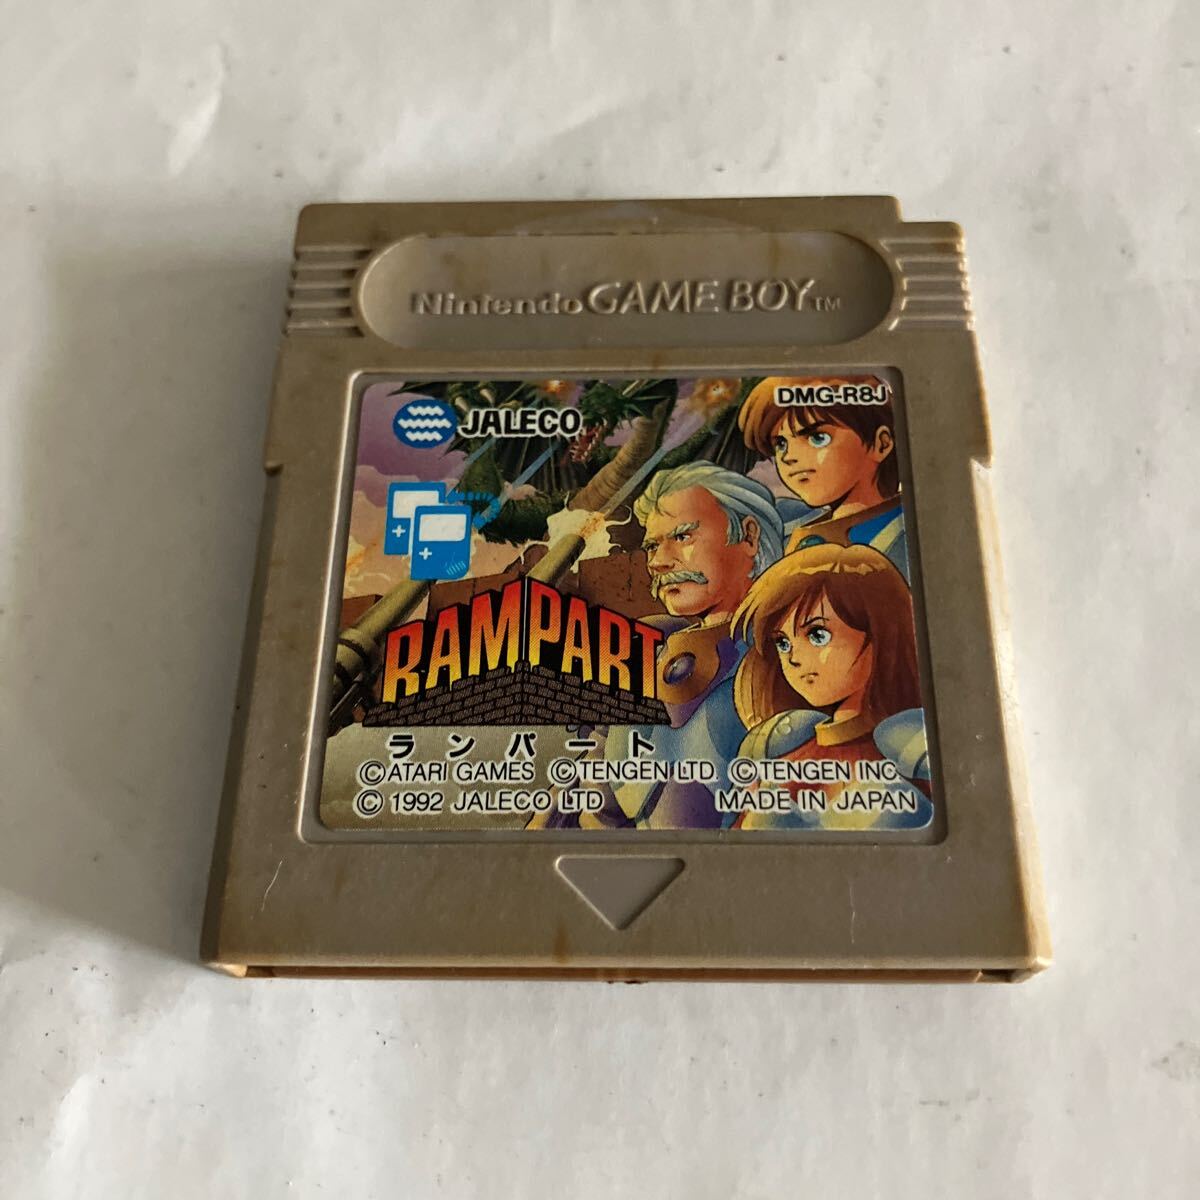 Nintendo GAME BOY TM
DMG-R8J
JALECO
RAMPART
ランパート
© ATARI GAMES © TENGEN LTD. © TENGEN INC.
© 1992 JALECO LTD MADE IN JAPAN